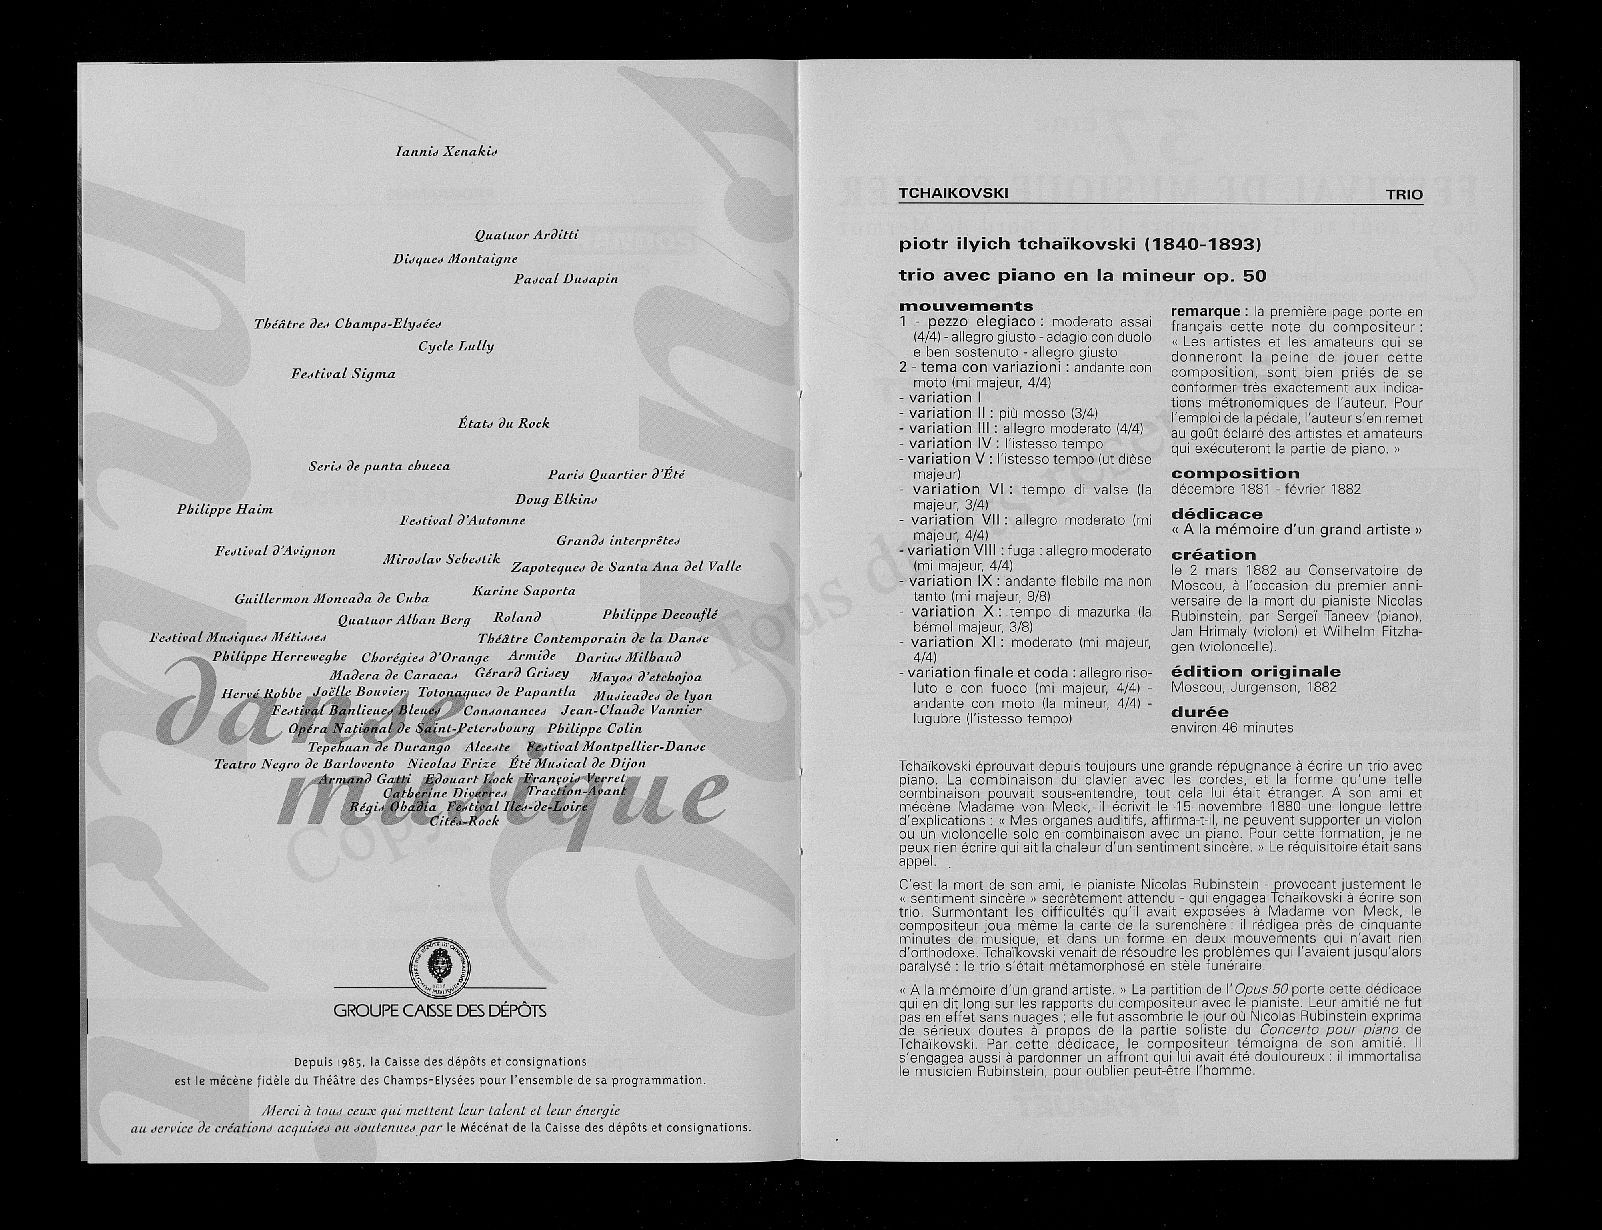 Iannis Xenakis
Quatuor Arditti
Disques Montaigne
Pascal Dusapin
Théâtre des Champs-Elysées
Cycle Lully
Festival Sigma
États du Rock
Seris de punta chueca
Paris Quartier d'Été
Doug Elkins
Philippe Haim
Festival d'Automne
Grands interprêtes
Festival d'Avignon
Miroslav Sebestik
Zapoteques de Santa Ana del Valle
Karine Saporta
Guillermon Moncada de Cuba
Quatuor Alban Berg Roland Philippe Decouflé
Festival Musiques Métisses Théâtre Contemporain de la Danse
Philippe Herreweghe Chorégies d'Orange Armide Darius Milhaud
Madera de Caracas Gérard Grisey Mayos d'etchojoa
Hervé Robbe Joëlle Bouvier Totonaques de Papantla Musicades de lyon
Festival Banlieues Bleues Consonances Jean-Claude Vannier
Opéra National de Saint-Petersbourg Philippe Colin
Tepehuan de Durango Alceste Festival Montpellier-Danse
Teatro Negro de Barlovento Nicolas Frize Été Musical de Dijon
Armand Gatti Edouart Lock François Verret
Catherine Diverres Traction-Avant
Régis Obadia Festival Iles-de-Loire
Cités-Rock
danse
musique
GROUPE CAISSE DES DÉPÔTS
Depuis 1985, la Caisse des dépôts et consignations
est le mécène fidèle du Théâtre des Champs-Elysées pour l'ensemble de sa programmation.
Merci à tous ceux qui mettent leur talent et leur énergie
au service de créations acquises ou soutenues par le Mécénat de la Caisse des dépôts et consignations.
TCHAIKOVSKI TRIO
piotr ilyich tchaïkovski (1840-1893)
trio avec piano en la mineur op. 50
mouvements
1 - pezzo elegiaco : moderato assai
(4/4) - allegro giusto - adagio con duolo
e ben sostenuto - allegro giusto
2 - tema con variazioni : andante con
moto (mi majeur, 4/4)
- variation I
- variation II : più mosso (3/4)
- variation III : allegro moderato (4/4)
- variation IV : l'istesso tempo
- variation V : l'istesso tempo (ut dièse
majeur)
- variation VI : tempo di valse (la
majeur, 3/4)
- variation VII : allegro moderato (mi
majeur, 4/4)
- variation VIII : fuga : allegro moderato
(mi majeur, 4/4)
- variation IX : andante flebile ma non
tanto (mi majeur, 9/8)
- variation X : tempo di mazurka (la
bémol majeur, 3/8)
- variation XI : moderato (mi majeur,
4/4)
- variation finale et coda : allegro riso-
luto e con fuoco (mi majeur, 4/4) -
andante con moto (la mineur, 4/4) -
lugubre (l'istesso tempo)
remarque : la première page porte en
français cette note du compositeur :
« Les artistes et les amateurs qui se
donneront la peine de jouer cette
composition, sont bien priés de se
conformer très exactement aux indica-
tions métronomiques de l'auteur. Pour
l'emploi de la pédale, l'auteur s'en remet
au goût éclairé des artistes et amateurs
qui exécuteront la partie de piano. »
composition
décembre 1881 - février 1882
dédicace
« A la mémoire d'un grand artiste »
création
le 2 mars 1882 au Conservatoire de
Moscou, à l'occasion du premier anni-
versaire de la mort du pianiste Nicolas
Rubinstein, par Sergeï Taneev (piano),
Jan Hrimaly (violon) et Wilhelm Fitzha-
gen (violoncelle).
édition originale
Moscou, Jurgenson, 1882
durée
environ 46 minutes
Tchaïkovski éprouvait depuis toujours une grande répugnance à écrire un trio avec
piano. La combinaison du clavier avec les cordes, et la forme qu'une telle
combinaison pouvait sous-entendre, tout cela lui était étranger. A son ami et
mécène Madame von Meck, il écrivit le 15 novembre 1880 une longue lettre
d'explications : « Mes organes auditifs, affirma-t-il, ne peuvent supporter un violon
ou un violoncelle solo en combinaison avec un piano. Pour cette formation, je ne
peux rien écrire qui ait la chaleur d'un sentiment sincère. » Le réquisitoire était sans
appel.
C'est la mort de son ami, le pianiste Nicolas Rubinstein - provocant justement le
« sentiment sincère » secrètement attendu - qui engagea Tchaïkovski à écrire son
trio. Surmontant les difficultés qu'il avait exposées à Madame von Meck, le
compositeur joua même la carte de la surenchère : il rédigea près de cinquante
minutes de musique, et dans un forme en deux mouvements qui n'avait rien
d'orthodoxe. Tchaïkovski venait de résoudre les problèmes qui l'avaient jusqu'alors
paralysé : le trio s'était métamorphosé en stèle funéraire.
« A la mémoire d'un grand artiste. » La partition de l'Opus 50 porte cette dédicace
qui en dit long sur les rapports du compositeur avec le pianiste. Leur amitié ne fut
pas en effet sans nuages ; elle fut assombrie le jour où Nicolas Rubinstein exprima
de sérieux doutes à propos de la partie soliste du Concerto pour piano de
Tchaïkovski. Par cette dédicace, le compositeur témoigna de son amitié. Il
s'engagea aussi à pardonner un affront qui lui avait été douloureux : il immortalisa
le musicien Rubinstein, pour oublier peut-être l'homme.